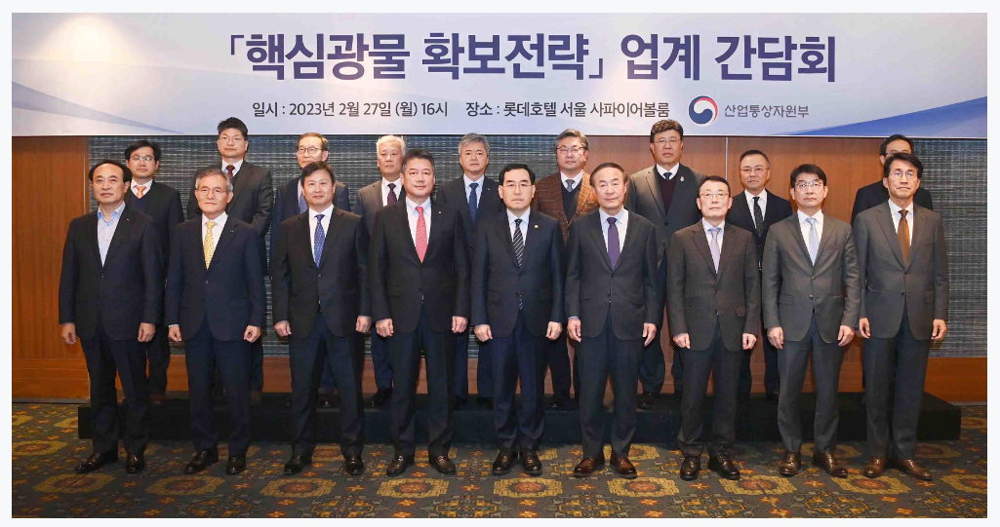 「핵심광물 확보전략」 업계 간담회
일시 : 2023년 2월 27일 (월) 16시 장소 : 롯데호텔 서울 사파이어볼룸 산업통상자원부